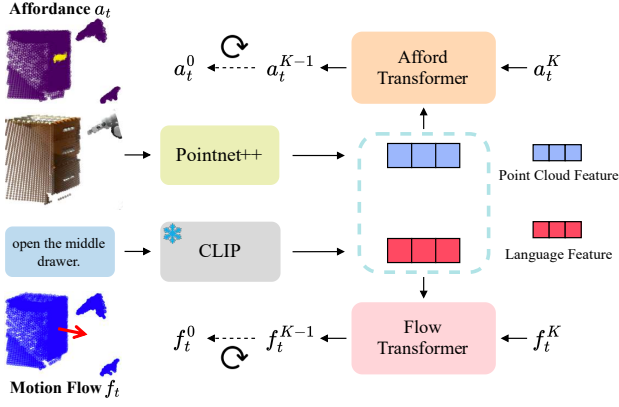 Affordance $a_t$
$a_t^0$ $a_t^{K-1}$ Afford Transformer $a_t^K$
Pointnet++
Point Cloud Feature
open the middle
drawer.
CLIP
Language Feature
$f_t^0$ $f_t^{K-1}$ Flow Transformer $f_t^K$
Motion Flow $f_t$